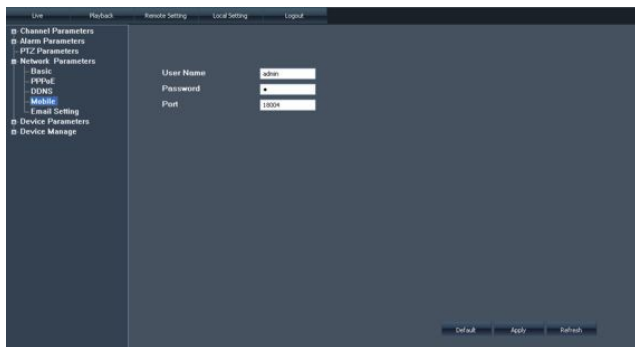 Live Playback Remote Setting Local Setting Logout
Channel Parameters
Alarm Parameters
PTZ Parameters
Network Parameters
Basic
PPPoE
DDNS
Mobile
Email Setting
Device Parameters
Device Manage
User Name admin
Password
Port 18004
Default Apply Refresh